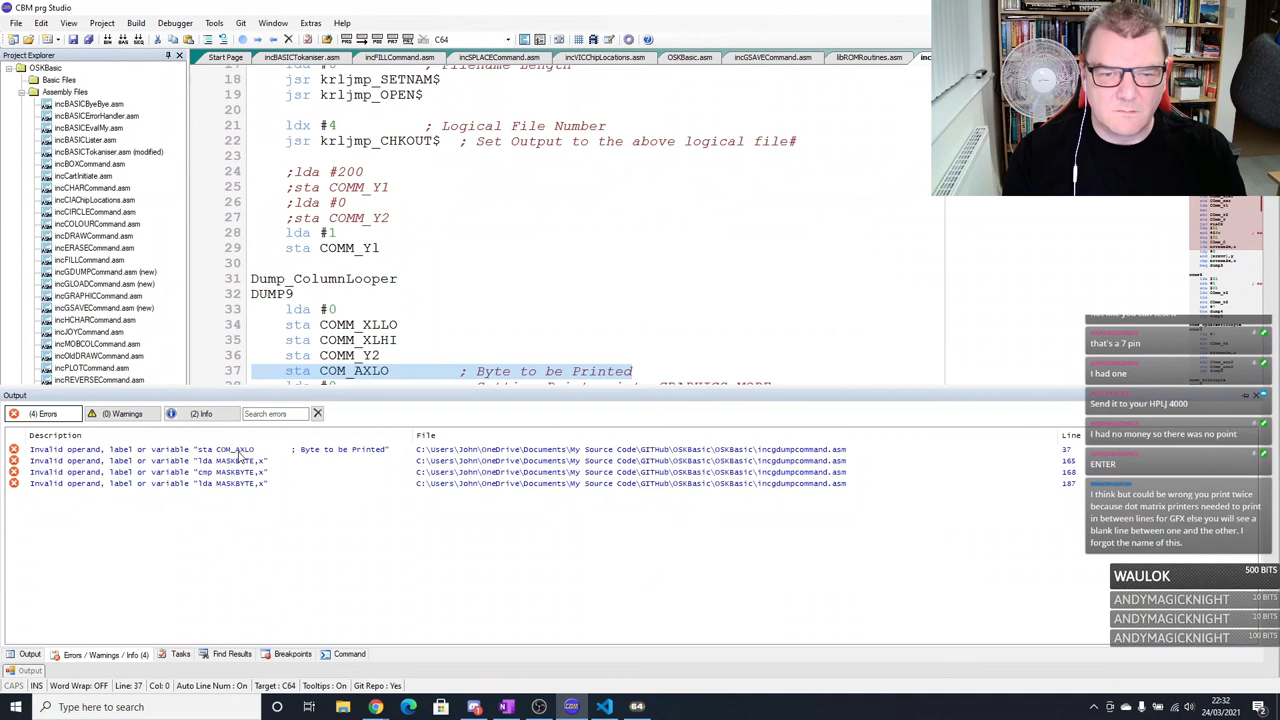 CBM prg Studio
File Edit View Project Build Debugger Tools Git Window Extras Help
C64
Project Explorer
Start Page incBASICTokaniser.asm incFILLCommand.asm incSPLACECommand.asm incVICChipLocations.asm OSKBasic.asm incGSAVECommand.asm libROMRoutines.asm
OSKBasic
Basic Files
Assembly Files
incBASICByeBye.asm
incBASICErrorHandler.asm
incBASICEvalMy.asm
incBASICLister.asm
incBASICTokaniser.asm (modified)
incBOXCommand.asm
incCartInitiate.asm
incCHARCommand.asm
incCIAChipLocations.asm
incCIRCLECommand.asm
incCOLOURCommand.asm
incDRAWCommand.asm
incERASECommand.asm
incFILLCommand.asm
incGDUMPCommand.asm (new)
incGLOADCommand.asm (new)
incGRAPHICCommand.asm
incGSAVECommand.asm (new)
incHCHARCommand.asm
incJOYCommand.asm
incMOBCOLCommand.asm
incOldDRAWCommand.asm
incPLOTCommand.asm
incREVERSECommand.asm
18 jsr krljmp_SETNAM$
19 jsr krljmp_OPEN$
20
21 ldx #4 ; Logical File Number
22 jsr krljmp_CHKOUT$ ; Set Output to the above logical file#
23
24 ;lda #200
25 ;sta COMM_Y1
26 ;lda #0
27 ;sta COMM_Y2
28 lda #1
29 sta COMM_Y1
30
31 Dump_ColumnLooper
32 DUMP9
33 lda #0
34 sta COMM_XLLO
35 sta COMM_XLHI
36 sta COMM_Y2
37 sta COM_AXLO ; Byte to be Printed
that's a 7 pin
I had one
Send it to your HPLJ 4000
I had no money so there was no point
ENTER
I think but could be wrong you print twice
because dot matrix printers needed to print
in between lines for GFX else you will see a
blank line between one and the other. I
forgot the name of this.
WAULOK 500 BITS
ANDYMAGICKNIGHT 10 BITS
ANDYMAGICKNIGHT 10 BITS
ANDYMAGICKNIGHT 100 BITS
Output
(4) Errors (0) Warnings (2) Info Search errors
Description File Line
Invalid operand, label or variable "sta COM_AXLO ; Byte to be Printed" C:\Users\John\OneDrive\Documents\My Source Code\GITHub\OSKBasic\OSKBasic\incgdumpcommand.asm 37
Invalid operand, label or variable "lda MASKBYTE,x" C:\Users\John\OneDrive\Documents\My Source Code\GITHub\OSKBasic\OSKBasic\incgdumpcommand.asm 165
Invalid operand, label or variable "cmp MASKBYTE,x" C:\Users\John\OneDrive\Documents\My Source Code\GITHub\OSKBasic\OSKBasic\incgdumpcommand.asm 168
Invalid operand, label or variable "lda MASKBYTE,x" C:\Users\John\OneDrive\Documents\My Source Code\GITHub\OSKBasic\OSKBasic\incgdumpcommand.asm 187
Output Errors / Warnings / Info (4) Tasks Find Results Breakpoints Command
Output
CAPS INS Word Wrap: OFF Line: 37 Col: 0 Auto Line Num : On Target : C64 Tooltips : On Git Repo : Yes
Type here to search
22:32
24/03/2021